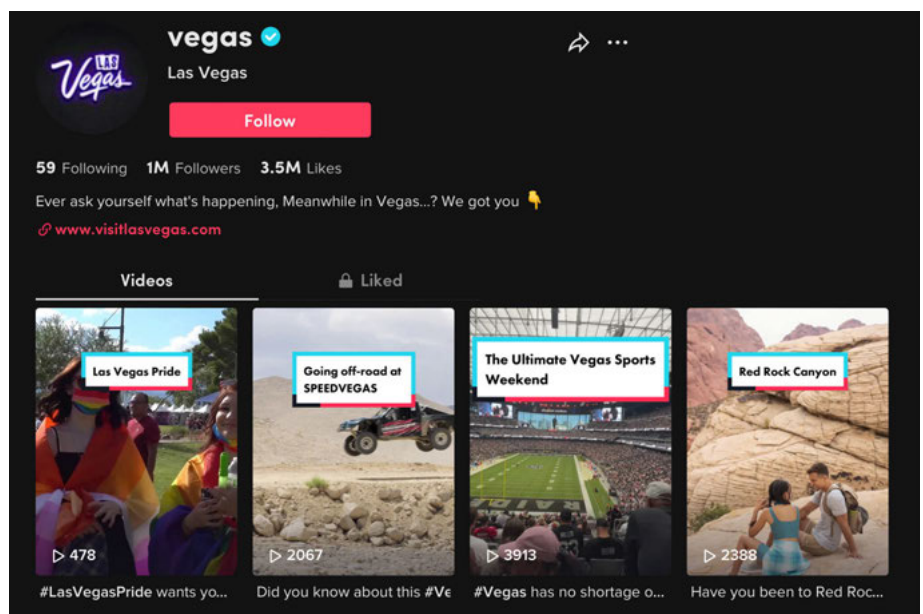 LAS
Vegas
vegas
Las Vegas
Follow
59 Following 1M Followers 3.5M Likes
Ever ask yourself what's happening, Meanwhile in Vegas...? We got you 👇
www.visitlasvegas.com
Videos
Liked
Las Vegas Pride
478
#LasVegasPride wants yo...
Going off-road at
SPEEDVEGAS
2067
Did you know about this #Ve
The Ultimate Vegas Sports
Weekend
3913
#Vegas has no shortage o...
Red Rock Canyon
2388
Have you been to Red Roc...